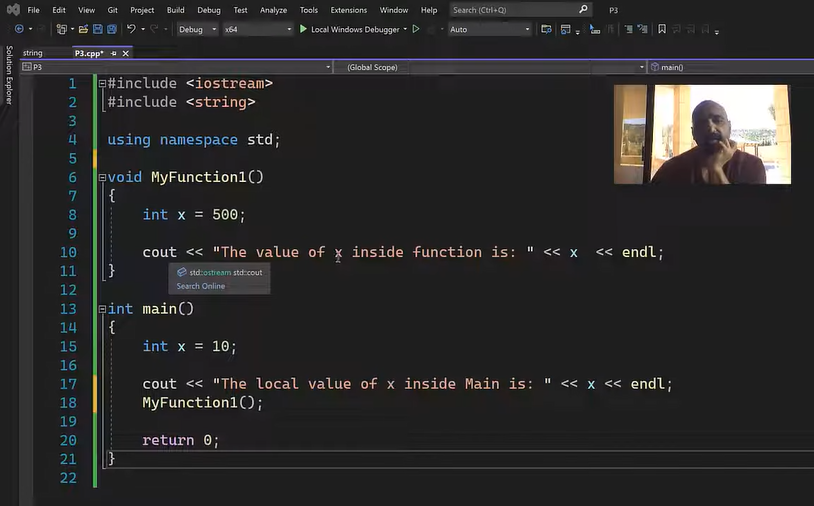 File Edit View Git Project Build Debug Test Analyze Tools Extensions Window Help Search (Ctrl+Q) P3
Debug x64 Local Windows Debugger Auto
Solution Explorer
string P3.cpp*
P3 (Global Scope) main()
1 #include <iostream>
2 #include <string>
3
4 using namespace std;
5
6 void MyFunction1()
7 {
8 int x = 500;
9
10 cout << "The value of x inside function is: " << x  << endl;
11 }
std::ostream std::cout
Search Online
12
13 int main()
14 {
15 int x = 10;
16
17 cout << "The local value of x inside Main is: " << x << endl;
18 MyFunction1();
19
20 return 0;
21 }
22